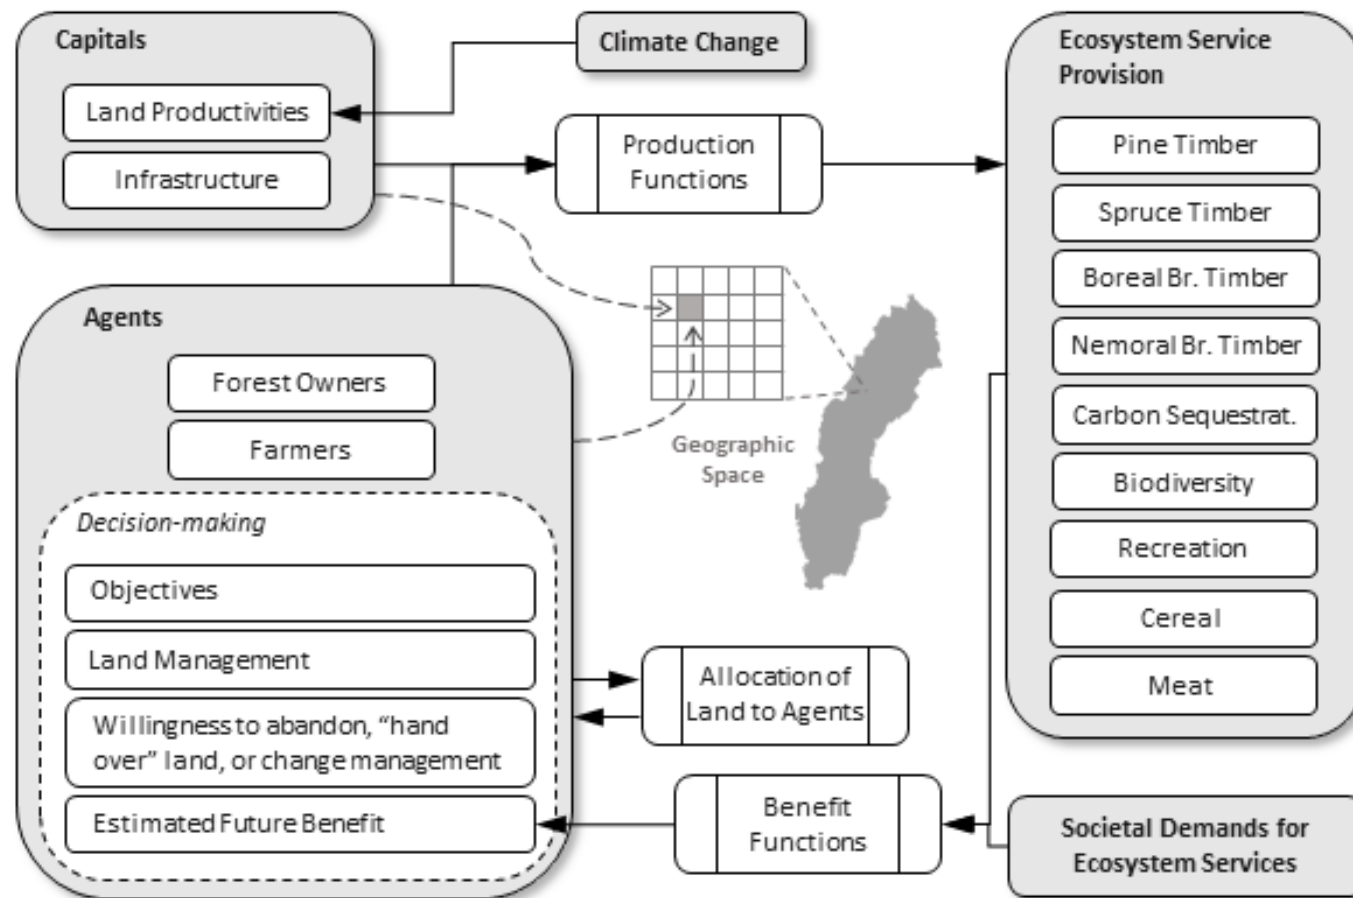 Capitals
Land Productivities
Infrastructure
Climate Change
Production
Functions
Ecosystem Service
Provision
Pine Timber
Spruce Timber
Boreal Br. Timber
Nemoral Br. Timber
Carbon Sequestrat.
Biodiversity
Recreation
Cereal
Meat
Agents
Forest Owners
Farmers
Geographic
Space
Decision-making
Objectives
Land Management
Willingness to abandon, “hand
over” land, or change management
Estimated Future Benefit
Allocation of
Land to Agents
Benefit
Functions
Societal Demands for
Ecosystem Services